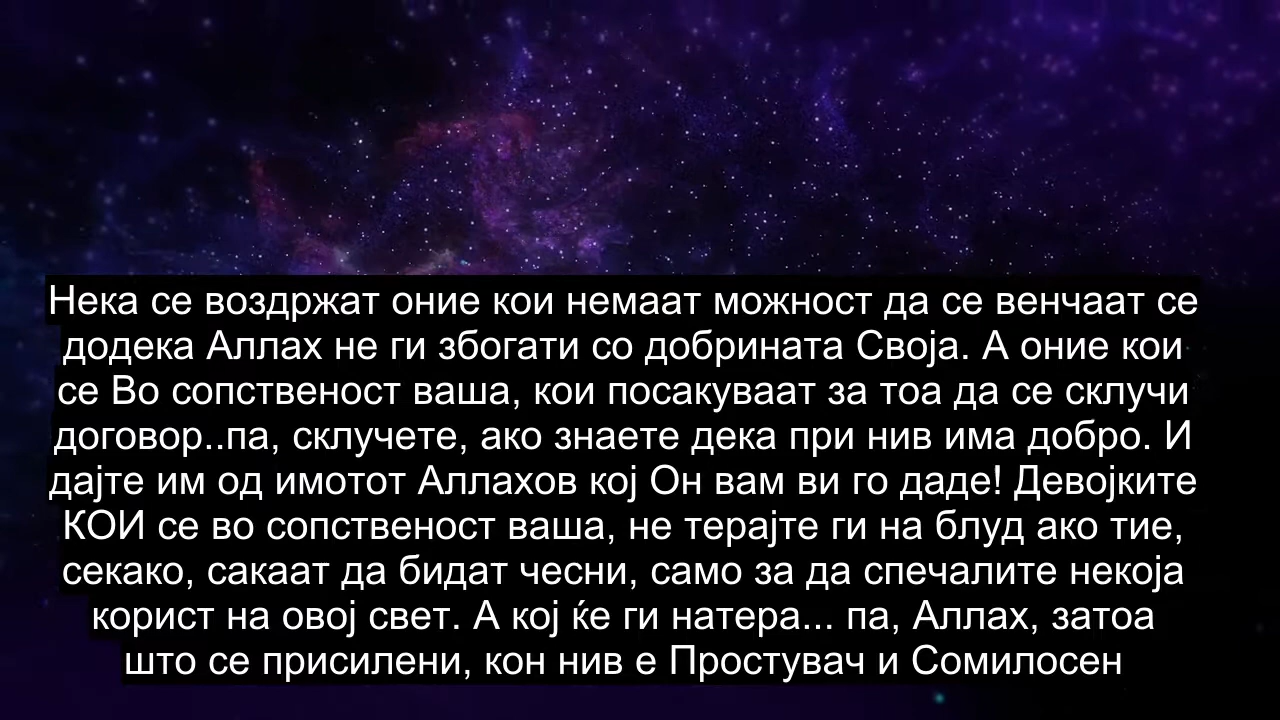 Нека се воздржат оние кои немаат можност да се венчаат се
додека Аллах не ги збогати со добрината Своја. А оние кои
се Во сопственост ваша, кои посакуваат за тоа да се склучи
договор..па, склучете, ако знаете дека при нив има добро. И
дајте им од имотот Аллахов кој Он вам ви го даде! Девојките
КОИ се во сопственост ваша, не терајте ги на блуд ако тие,
секако, сакаат да бидат чесни, само за да спечалите некоја
корист на овој свет. А кој ќе ги натера... па, Аллах, затоа
што се присилени, кон нив е Простувач и Сомилосен